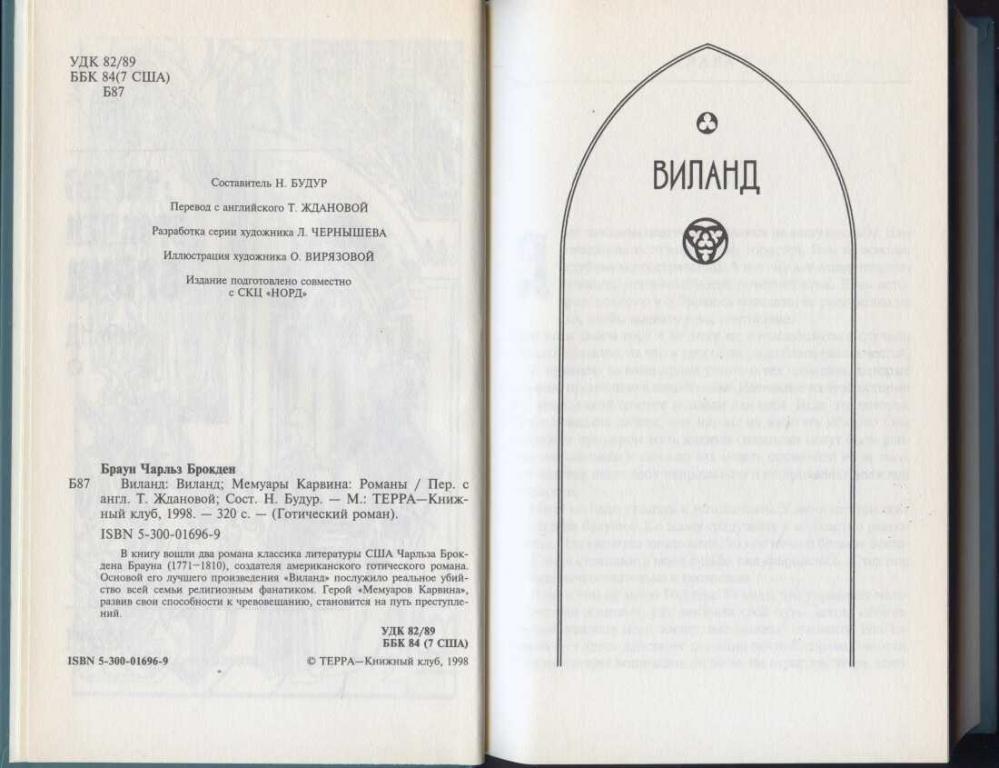 УДК 82/89
ББК 84(7 США)
Б87
Составитель Н. БУДУР
Перевод с английского Т. ЖДАНОВОЙ
Разработка серии художника Л. ЧЕРНЫШЕВА
Иллюстрация художника О. ВИРЯЗОВОЙ
Издание подготовлено совместно
с СКЦ «НОРД»
Браун Чарльз Брокден
Б87 Виланд: Виланд; Мемуары Карвина: Романы / Пер. с
англ. Т. Ждановой; Сост. Н. Будур. — М.: ТЕРРА—Книж-
ный клуб, 1998. — 320 с. — (Готический роман).
ISBN 5-300-01696-9
В книгу вошли два романа классика литературы США Чарльза Брок-
дена Брауна (1771—1810), создателя американского готического романа.
Основой его лучшего произведения «Виланд» послужило реальное убий-
ство всей семьи религиозным фанатиком. Герой «Мемуаров Карвина»,
развив свои способности к чревовещанию, становится на путь преступле-
ний.
УДК 82/89
ББК 84 (7 США)
ISBN 5-300-01696-9 © ТЕРРА—Книжный клуб, 1998
ВИЛАНД